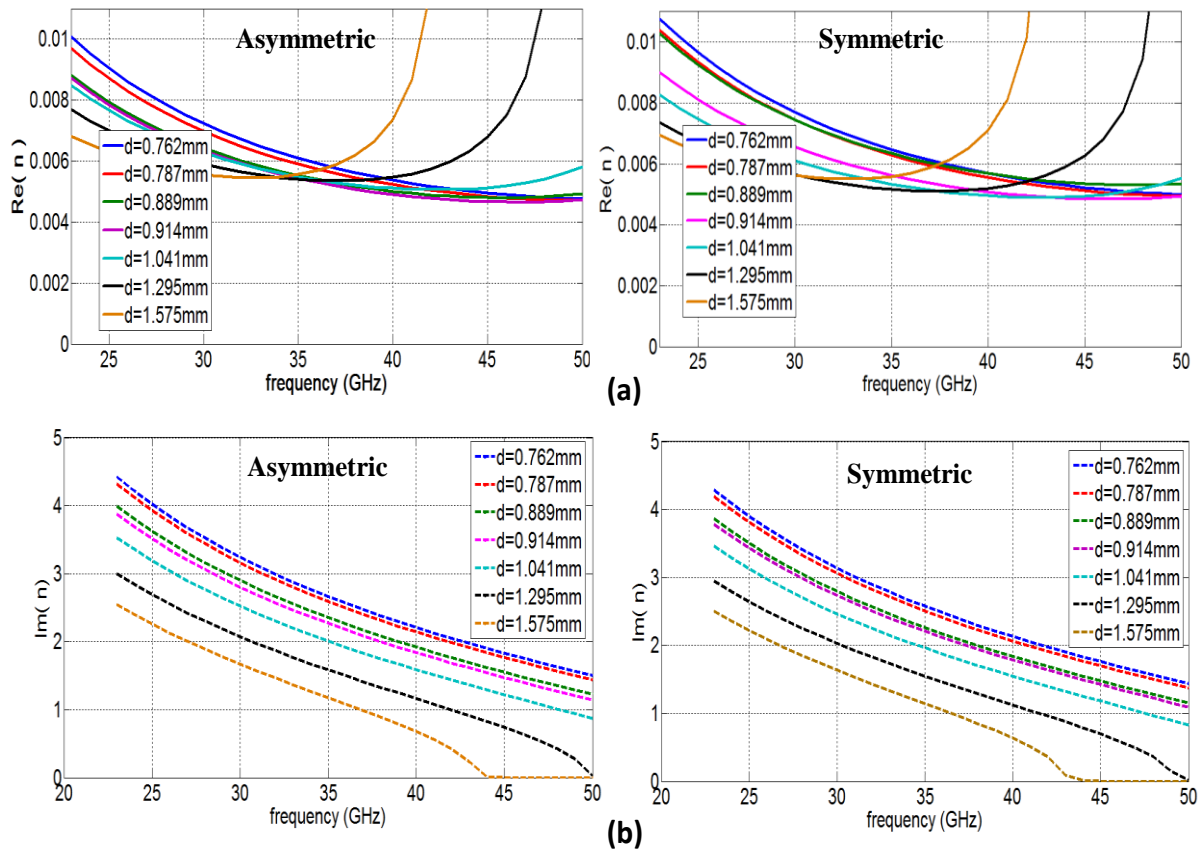 Asymmetric
Re( n )
0.01
0.008
0.006
0.004
0.002
0
d=0.762mm
d=0.787mm
d=0.889mm
d=0.914mm
d=1.041mm
d=1.295mm
d=1.575mm
25 30 35 40 45 50
frequency (GHz)
Symmetric
Re( n )
0.01
0.008
0.006
0.004
0.002
0
d=0.762mm
d=0.787mm
d=0.889mm
d=0.914mm
d=1.041mm
d=1.295mm
d=1.575mm
25 30 35 40 45 50
frequency (GHz)
(a)
Asymmetric
Im( n )
5
4
3
2
1
0
d=0.762mm
d=0.787mm
d=0.889mm
d=0.914mm
d=1.041mm
d=1.295mm
d=1.575mm
20 25 30 35 40 45 50
frequency (GHz)
Symmetric
Im( n )
5
4
3
2
1
0
d=0.762mm
d=0.787mm
d=0.889mm
d=0.914mm
d=1.041mm
d=1.295mm
d=1.575mm
20 25 30 35 40 45 50
frequency (GHz)
(b)